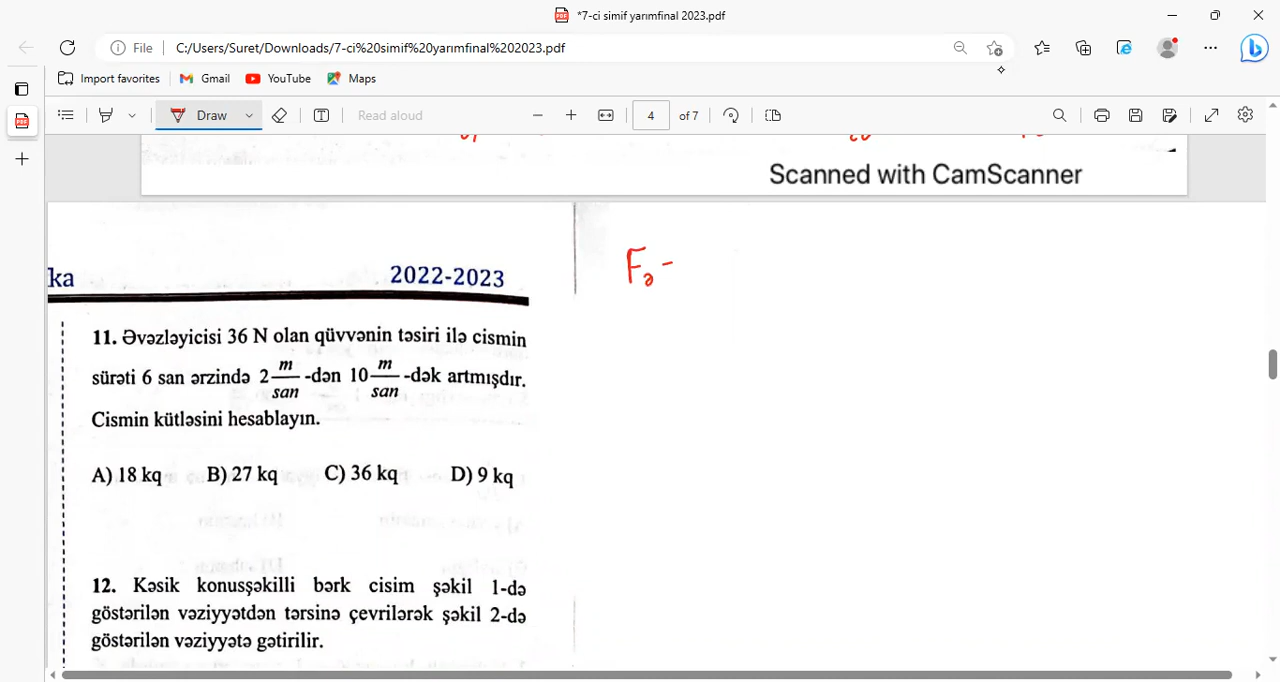 *7-ci simif yarımfinal 2023.pdf
File C:/Users/Suret/Downloads/7-ci%20simif%20yarımfinal%202023.pdf
Import favorites Gmail YouTube Maps
Draw Read aloud 4 of 7
Scanned with CamScanner
ka 2022-2023
Fə -
11. Əvəzləyicisi 36 N olan qüvvənin təsiri ilə cismin
sürəti 6 san ərzində 2 m/san -dən 10 m/san -dək artmışdır.
Cismin kütləsini hesablayın.
A) 18 kq B) 27 kq C) 36 kq D) 9 kq
12. Kəsik konusşəkilli bərk cisim şəkil 1-də
göstərilən vəziyyətdən tərsinə çevrilərək şəkil 2-də
göstərilən vəziyyətə gətirilir.